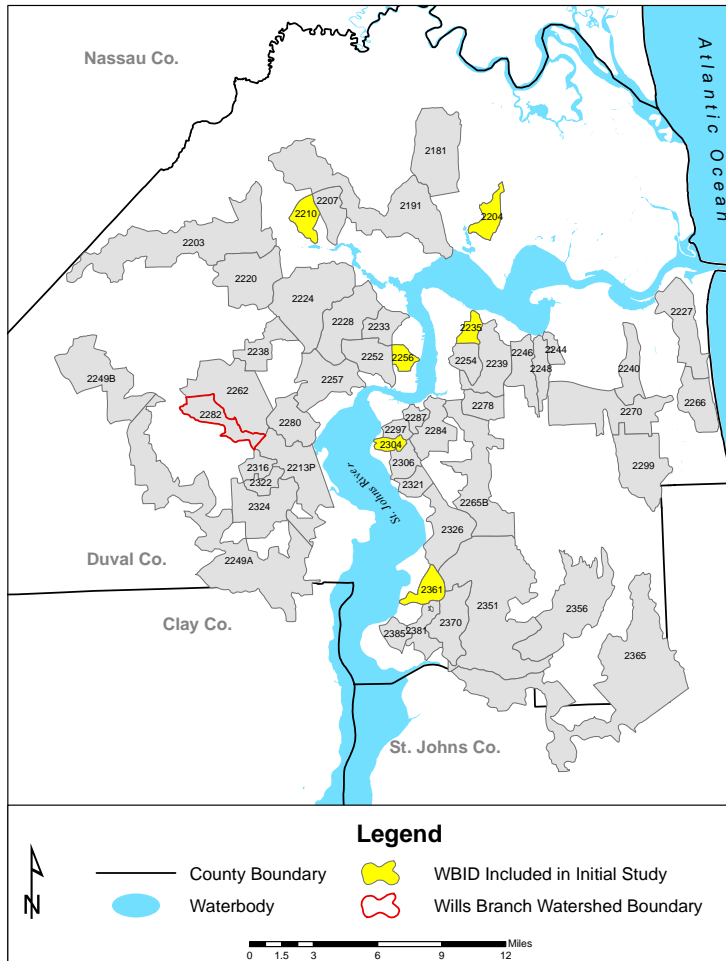 Nassau Co.
Atlantic Ocean
2181
2207
2210
2191
2204
2203
2220
2224
2227
2228
2233
2235
2238
2252
2256
2254
2239
2246
2244
2248
2240
2249B
2257
2262
2266
2282
2280
2287
2278
2270
2297
2284
2304
2299
2316
2213P
2306
2322
2321
2265B
2324
St. Johns River
2326
Duval Co.
2249A
2361
2351
2356
Clay Co.
2385
2381
2370
2365
St. Johns Co.
Legend
County Boundary
WBID Included in Initial Study
Waterbody
Wills Branch Watershed Boundary
N
Miles
0 1.5 3 6 9 12